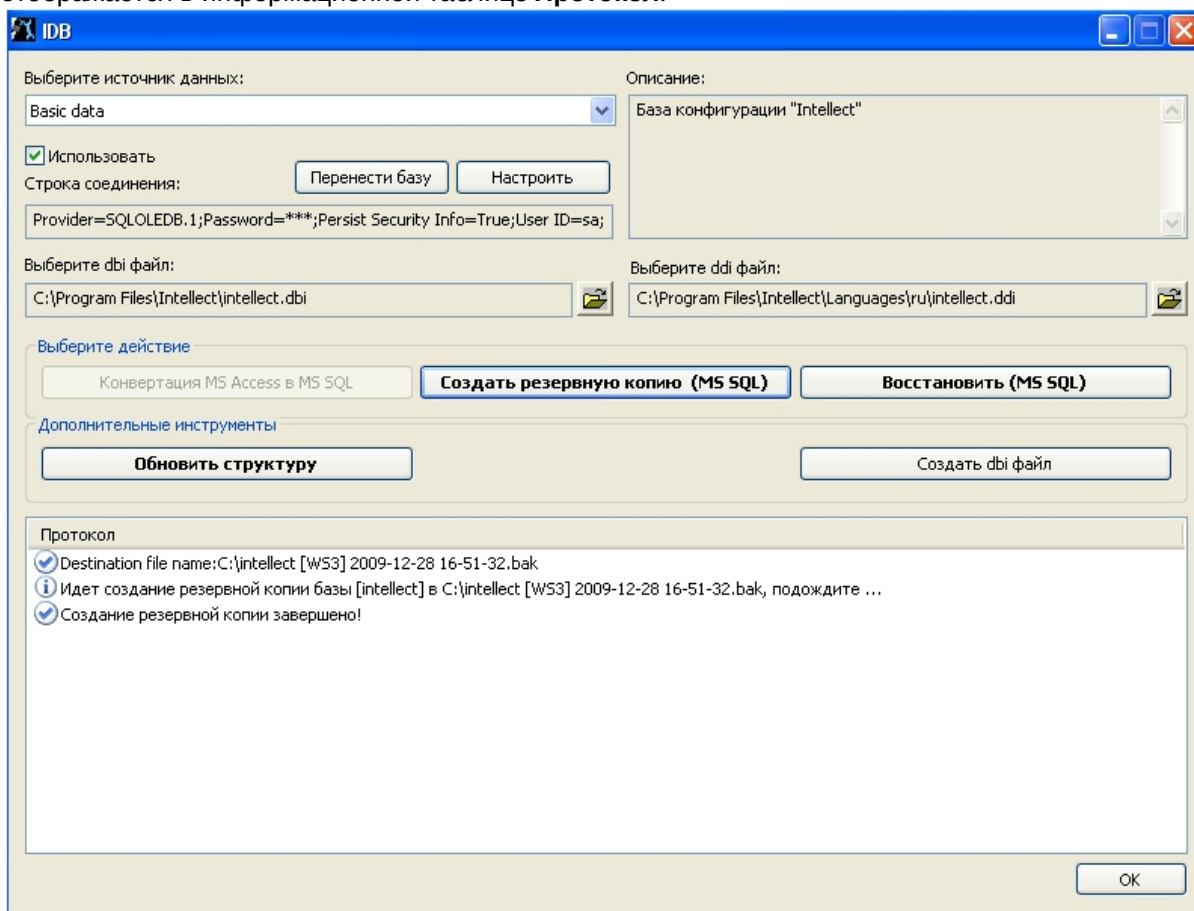 отображается в информационной таблице Протокол.
IDB
Выберите источник данных:
Описание:
Basic data
База конфигурации "Intellect"
Использовать
Строка соединения:
Перенести базу
Настроить
Provider=SQLOLEDB.1;Password=***;Persist Security Info=True;User ID=sa;
Выберите dbi файл:
Выберите ddi файл:
C:\Program Files\Intellect\intellect.dbi
C:\Program Files\Intellect\Languages\ru\intellect.ddi
Выберите действие
Конвертация MS Access в MS SQL
Создать резервную копию (MS SQL)
Восстановить (MS SQL)
Дополнительные инструменты
Обновить структуру
Создать dbi файл
Протокол
Destination file name:C:\intellect [WS3] 2009-12-28 16-51-32.bak
Идет создание резервной копии базы [intellect] в C:\intellect [WS3] 2009-12-28 16-51-32.bak, подождите ...
Создание резервной копии завершено!
OK